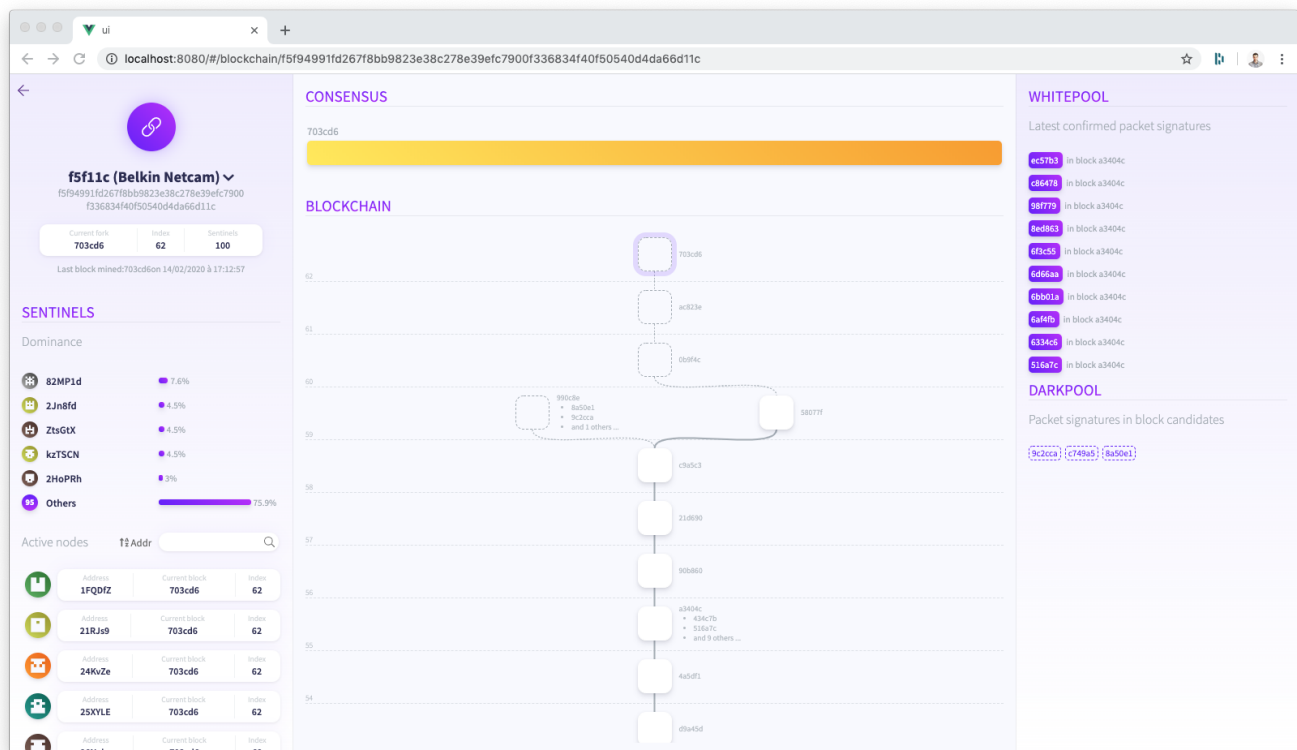 ui
localhost:8080/#/blockchain/f5f94991fd267f8bb9823e38c278e39efc7900f336834f40f50540d4da66d11c
f5f11c (Belkin Netcam)
f5f94991fd267f8bb9823e38c278e39efc7900
f336834f40f50540d4da66d11c
Current fork Index Sentinels
703cd6 62 100
Last block mined:703cd6on 14/02/2020 à 17:12:57
SENTINELS
Dominance
82MP1d 7.6%
2Jn8fd 4.5%
ZtsGtX 4.5%
kzTSCN 4.5%
2HoPRh 3%
95 Others 75.9%
Active nodes Addr
Address Current block Index
1FQDfZ 703cd6 62
Address Current block Index
21RJs9 703cd6 62
Address Current block Index
24KvZe 703cd6 62
Address Current block Index
25XYLE 703cd6 62
Address Current block Index
CONSENSUS
703cd6
BLOCKCHAIN
703cd6
62
ac823e
61
0b9f4c
60
990c8e
8a50e1
9c2cca
and 1 others ...
58077f
59
c9a5c3
58
21d690
57
90b860
56
a3404c
434c7b
516a7c
and 9 others ...
55
4a5df1
54
d9a45d
WHITEPOOL
Latest confirmed packet signatures
ec57b3 in block a3404c
c86478 in block a3404c
98f779 in block a3404c
8ed863 in block a3404c
6f3c55 in block a3404c
6d66aa in block a3404c
6bb01a in block a3404c
6af4fb in block a3404c
6334c6 in block a3404c
516a7c in block a3404c
DARKPOOL
Packet signatures in block candidates
9c2cca c749a5 8a50e1